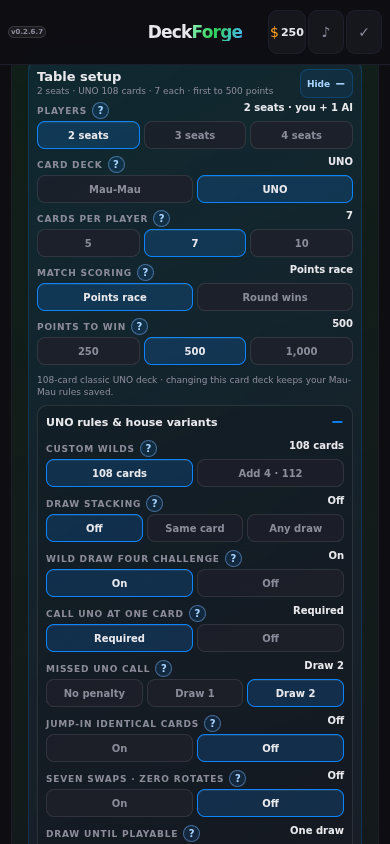 v0.2.6.7
DeckForge
$ 250
♪
✓
Table setup
2 seats · UNO 108 cards · 7 each · first to 500 points
Hide −
PLAYERS ?
2 seats · you + 1 AI
2 seats
3 seats
4 seats
CARD DECK ?
UNO
Mau-Mau
UNO
CARDS PER PLAYER ?
7
5
7
10
MATCH SCORING ?
Points race
Points race
Round wins
POINTS TO WIN ?
500
250
500
1,000
108-card classic UNO deck · changing this card deck keeps your Mau-
Mau rules saved.
UNO rules & house variants
−
CUSTOM WILDS ?
108 cards
108 cards
Add 4 · 112
DRAW STACKING ?
Off
Off
Same card
Any draw
WILD DRAW FOUR CHALLENGE ?
On
On
Off
CALL UNO AT ONE CARD ?
Required
Required
Off
MISSED UNO CALL ?
Draw 2
No penalty
Draw 1
Draw 2
JUMP-IN IDENTICAL CARDS ?
Off
On
Off
SEVEN SWAPS · ZERO ROTATES ?
Off
On
Off
DRAW UNTIL PLAYABLE ?
One draw